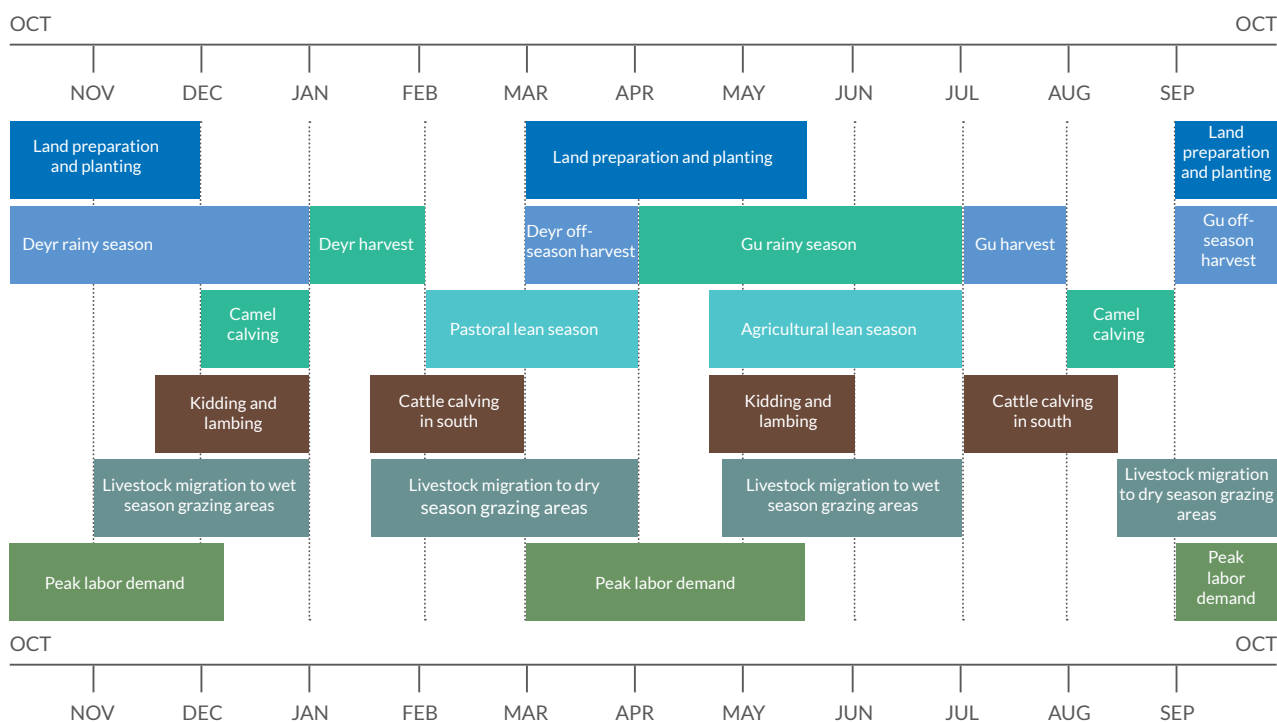 OCT
OCT
NOV
DEC
JAN
FEB
MAR
APR
MAY
JUN
JUL
AUG
SEP
Land preparation
and planting
Land preparation and planting
Land
preparation
and planting
Deyr rainy season
Deyr harvest
Deyr off-
season harvest
Gu rainy season
Gu harvest
Gu off-
season
harvest
Camel
calving
Pastoral lean season
Agricultural lean season
Camel
calving
Kidding and
lambing
Cattle calving
in south
Kidding and
lambing
Cattle calving
in south
Livestock migration to wet
season grazing areas
Livestock migration to dry
season grazing areas
Livestock migration to wet
season grazing areas
Livestock migration
to dry season grazing
areas
Peak labor demand
Peak labor demand
Peak
labor
demand
OCT
OCT
NOV
DEC
JAN
FEB
MAR
APR
MAY
JUN
JUL
AUG
SEP